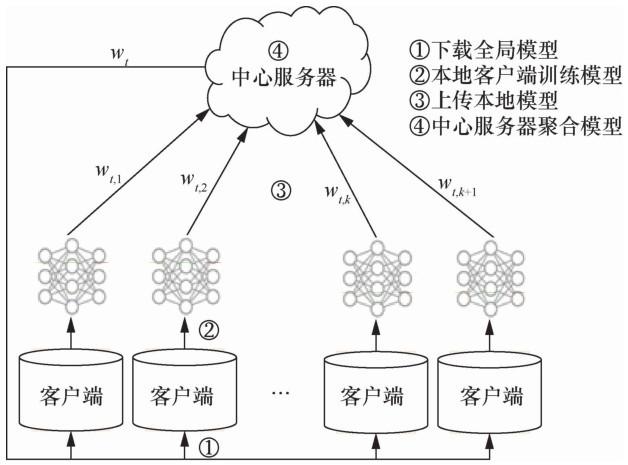 w_t
④
中心服务器
①下载全局模型
②本地客户端训练模型
③上传本地模型
④中心服务器聚合模型
w_{t,1}
w_{t,2}
③
w_{t,k}
w_{t,k+1}
②
客户端
客户端
…
客户端
客户端
①